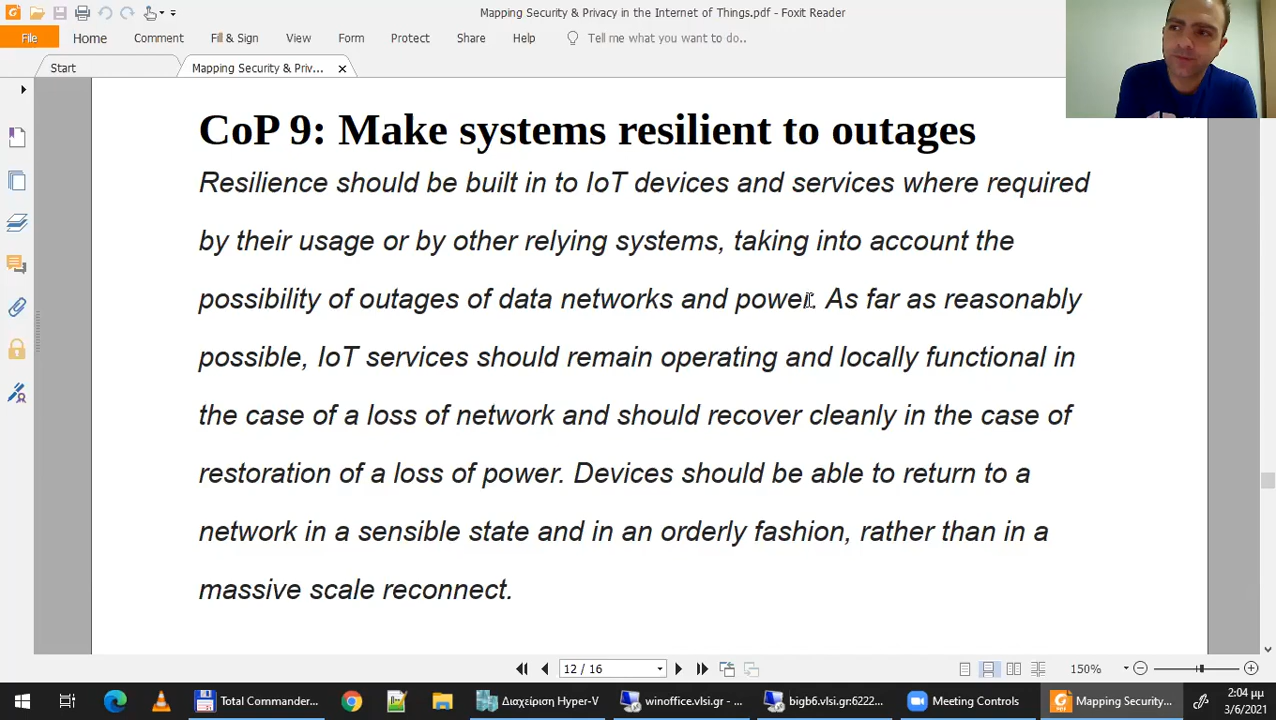 Mapping Security & Privacy in the Internet of Things.pdf - Foxit Reader
File Home Comment Fill & Sign View Form Protect Share Help Tell me what you want to do..
Start Mapping Security & Priv...
CoP 9: Make systems resilient to outages
Resilience should be built in to IoT devices and services where required
by their usage or by other relying systems, taking into account the
possibility of outages of data networks and power. As far as reasonably
possible, IoT services should remain operating and locally functional in
the case of a loss of network and should recover cleanly in the case of
restoration of a loss of power. Devices should be able to return to a
network in a sensible state and in an orderly fashion, rather than in a
massive scale reconnect.
12 / 16 150%
Total Commander... Διαχείριση Hyper-V winoffice.vlsi.gr - ... bigb6.vlsi.gr:6222... Meeting Controls Mapping Security... 2:04 μμ
3/6/2021